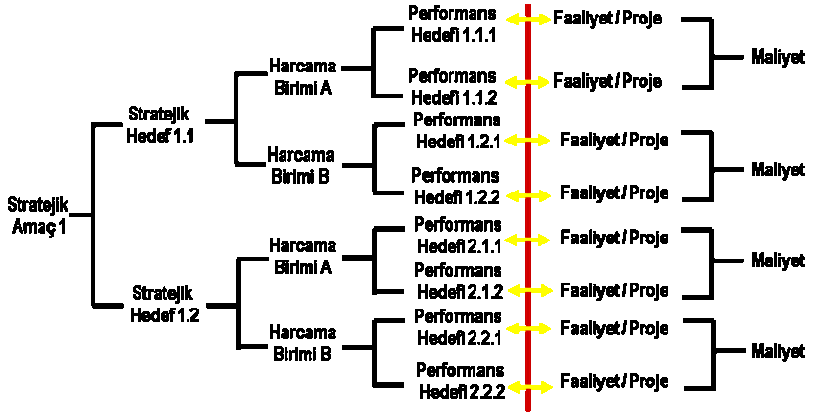 Stratejik
Amaç 1
Stratejik
Hedef 1.1
Stratejik
Hedef 1.2
Harcama
Birimi A
Harcama
Birimi B
Harcama
Birimi A
Harcama
Birimi B
Performans
Hedefi 1.1.1
Performans
Hedefi 1.1.2
Performans
Hedefi 1.2.1
Performans
Hedefi 1.2.2
Performans
Hedefi 2.1.1
Performans
Hedefi 2.1.2
Performans
Hedefi 2.2.1
Performans
Hedefi 2.2.2
Faaliyet / Proje
Faaliyet / Proje
Faaliyet / Proje
Faaliyet / Proje
Faaliyet / Proje
Faaliyet / Proje
Faaliyet / Proje
Faaliyet / Proje
Maliyet
Maliyet
Maliyet
Maliyet